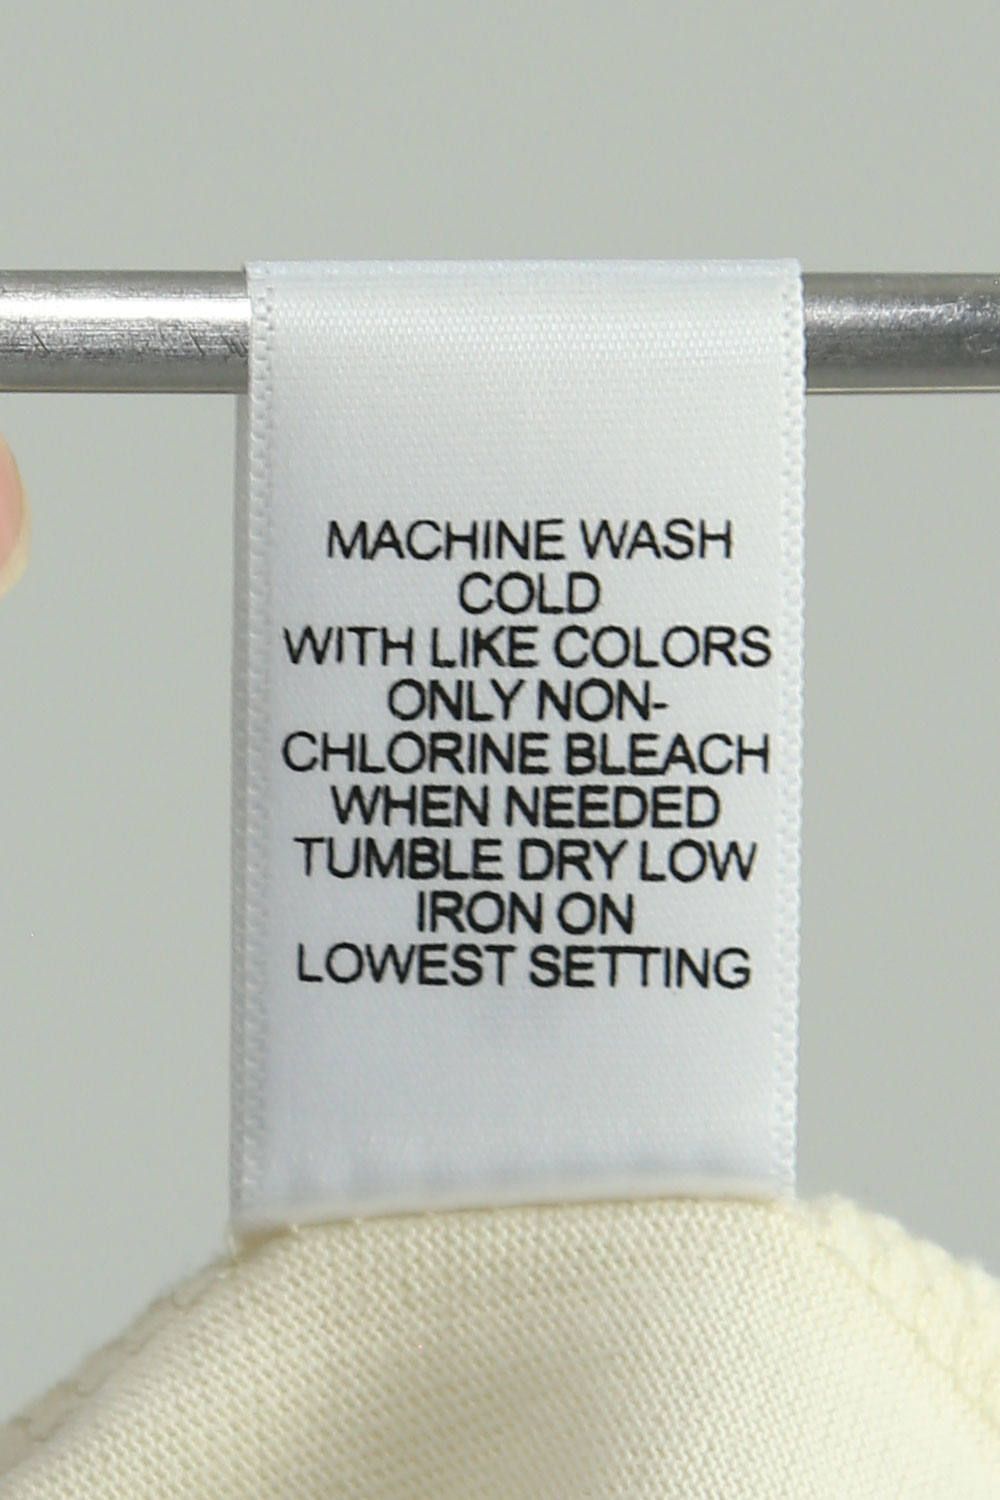 MACHINE WASH
COLD
WITH LIKE COLORS
ONLY NON-
CHLORINE BLEACH
WHEN NEEDED
TUMBLE DRY LOW
IRON ON
LOWEST SETTING